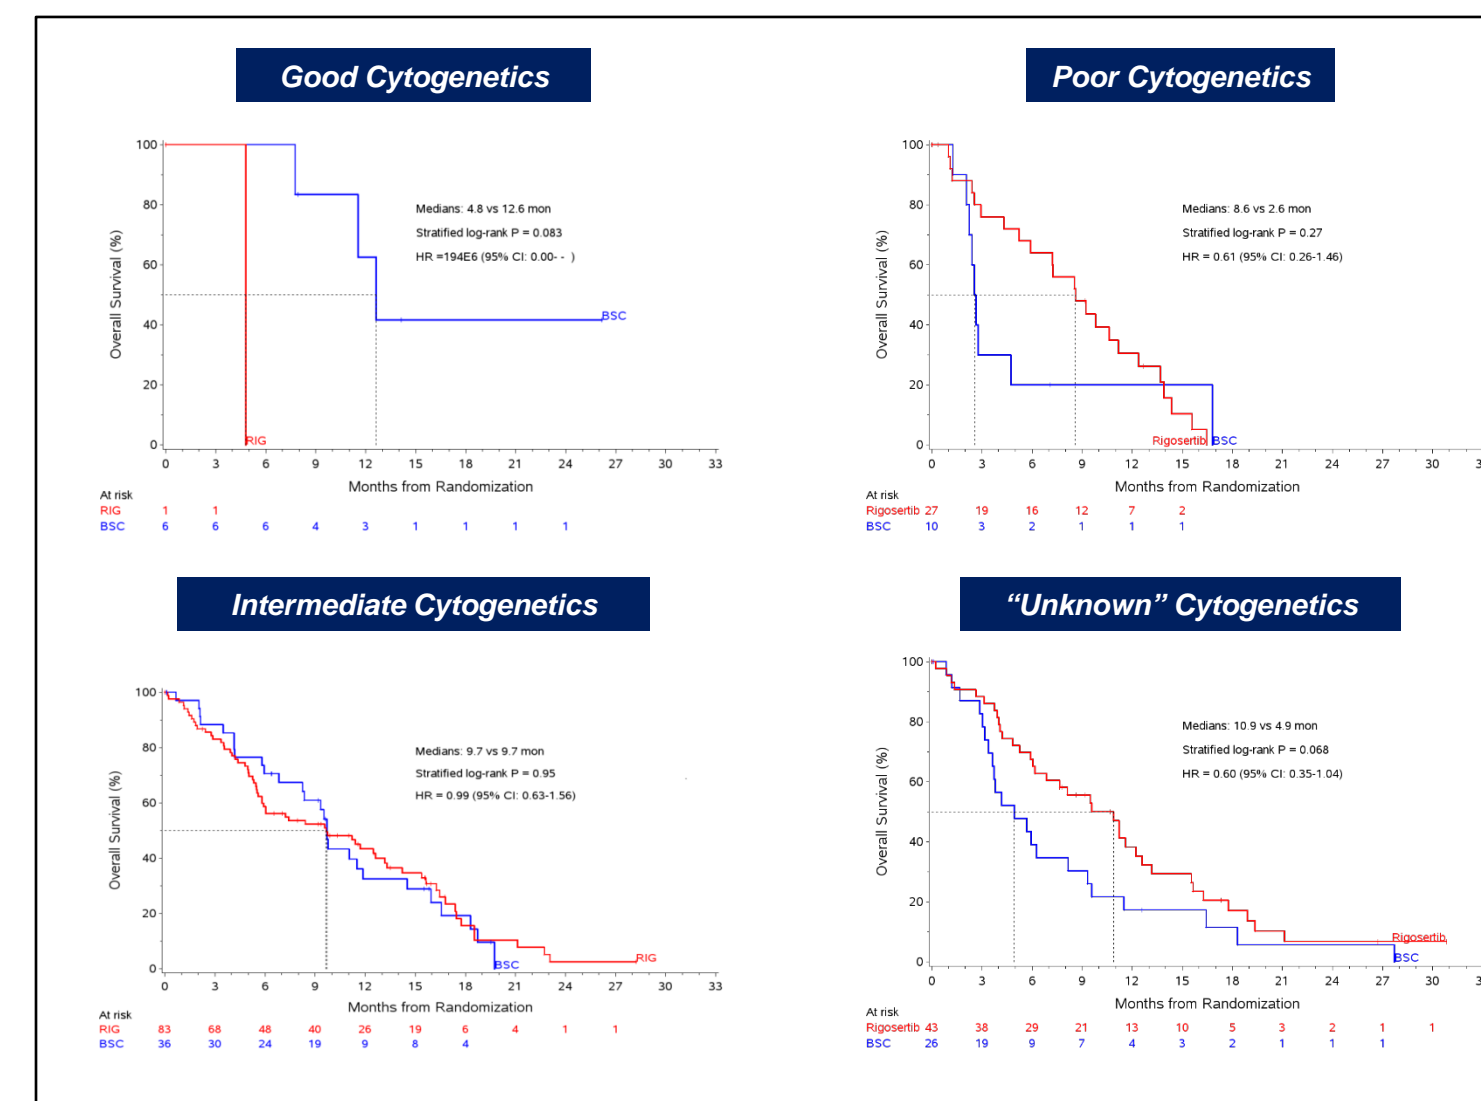 Good Cytogenetics
100
80
60
40
20
0
Overall Survival (%)
Medians: 4.8 vs 12.6 mon
Stratified log-rank P = 0.083
HR =194E6 (95% CI: 0.00- - )
BSC
RIG
0 3 6 9 12 15 18 21 24 27 30 33
Months from Randomization
At risk
RIG 1 1
BSC 6 6 6 4 3 1 1 1 1
Poor Cytogenetics
100
80
60
40
20
0
Overall Survival (%)
Medians: 8.6 vs 2.6 mon
Stratified log-rank P = 0.27
HR = 0.61 (95% CI: 0.26-1.46)
Rigosertib BSC
0 3 6 9 12 15 18 21 24 27 30 3
Months from Randomization
At risk
Rigosertib 27 19 16 12 7 2
BSC 10 3 2 1 1 1
Intermediate Cytogenetics
100
80
60
40
20
0
Overall Survival (%)
Medians: 9.7 vs 9.7 mon
Stratified log-rank P = 0.95
HR = 0.99 (95% CI: 0.63-1.56)
RIG
BSC
0 3 6 9 12 15 18 21 24 27 30 33
Months from Randomization
At risk
RIG 83 68 48 40 26 19 6 4 1 1
BSC 36 30 24 19 9 8 4
“Unknown” Cytogenetics
100
80
60
40
20
0
Overall Survival (%)
Medians: 10.9 vs 4.9 mon
Stratified log-rank P = 0.068
HR = 0.60 (95% CI: 0.35-1.04)
Rigosertib
BSC
0 3 6 9 12 15 18 21 24 27 30 3
Months from Randomization
At risk
Rigosertib 43 38 29 21 13 10 5 3 2 1 1
BSC 26 19 9 7 4 3 2 1 1 1